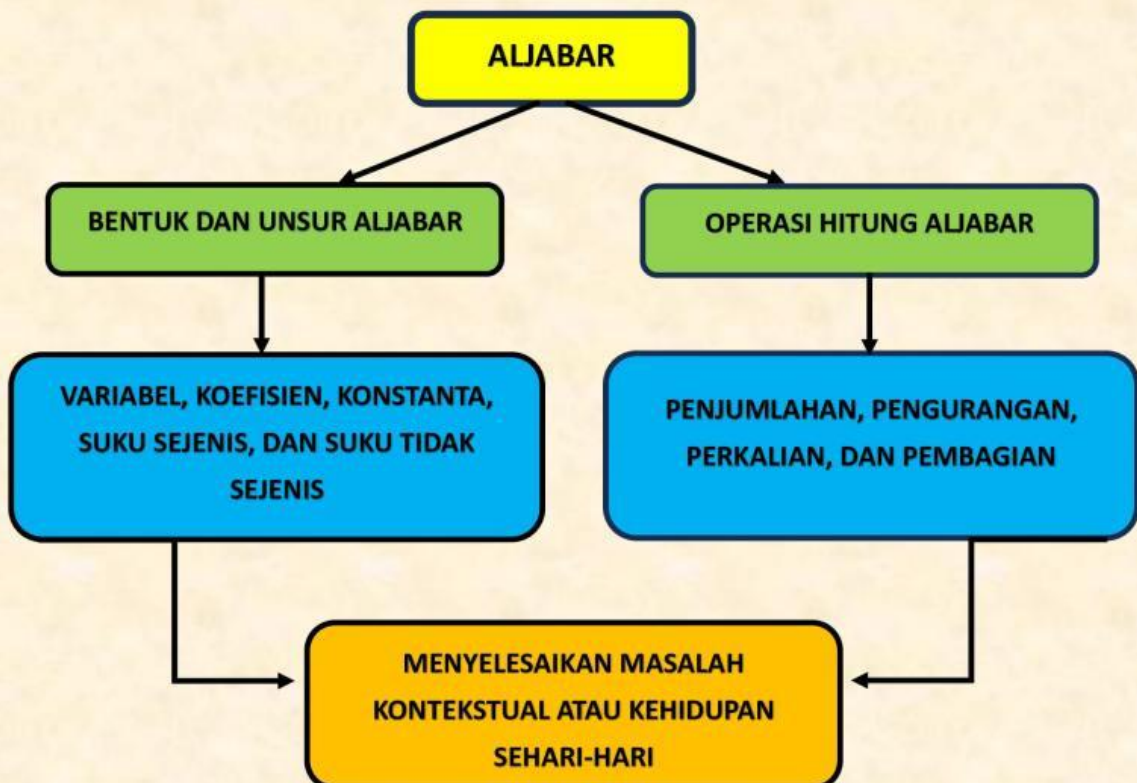 ALJABAR
BENTUK DAN UNSUR ALJABAR
OPERASI HITUNG ALJABAR
VARIABEL, KOEFISIEN, KONSTANTA,
SUKU SEJENIS, DAN SUKU TIDAK
SEJENIS
PENJUMLAHAN, PENGURANGAN,
PERKALIAN, DAN PEMBAGIAN
MENYELESAIKAN MASALAH
KONTEKSTUAL ATAU KEHIDUPAN
SEHARI-HARI